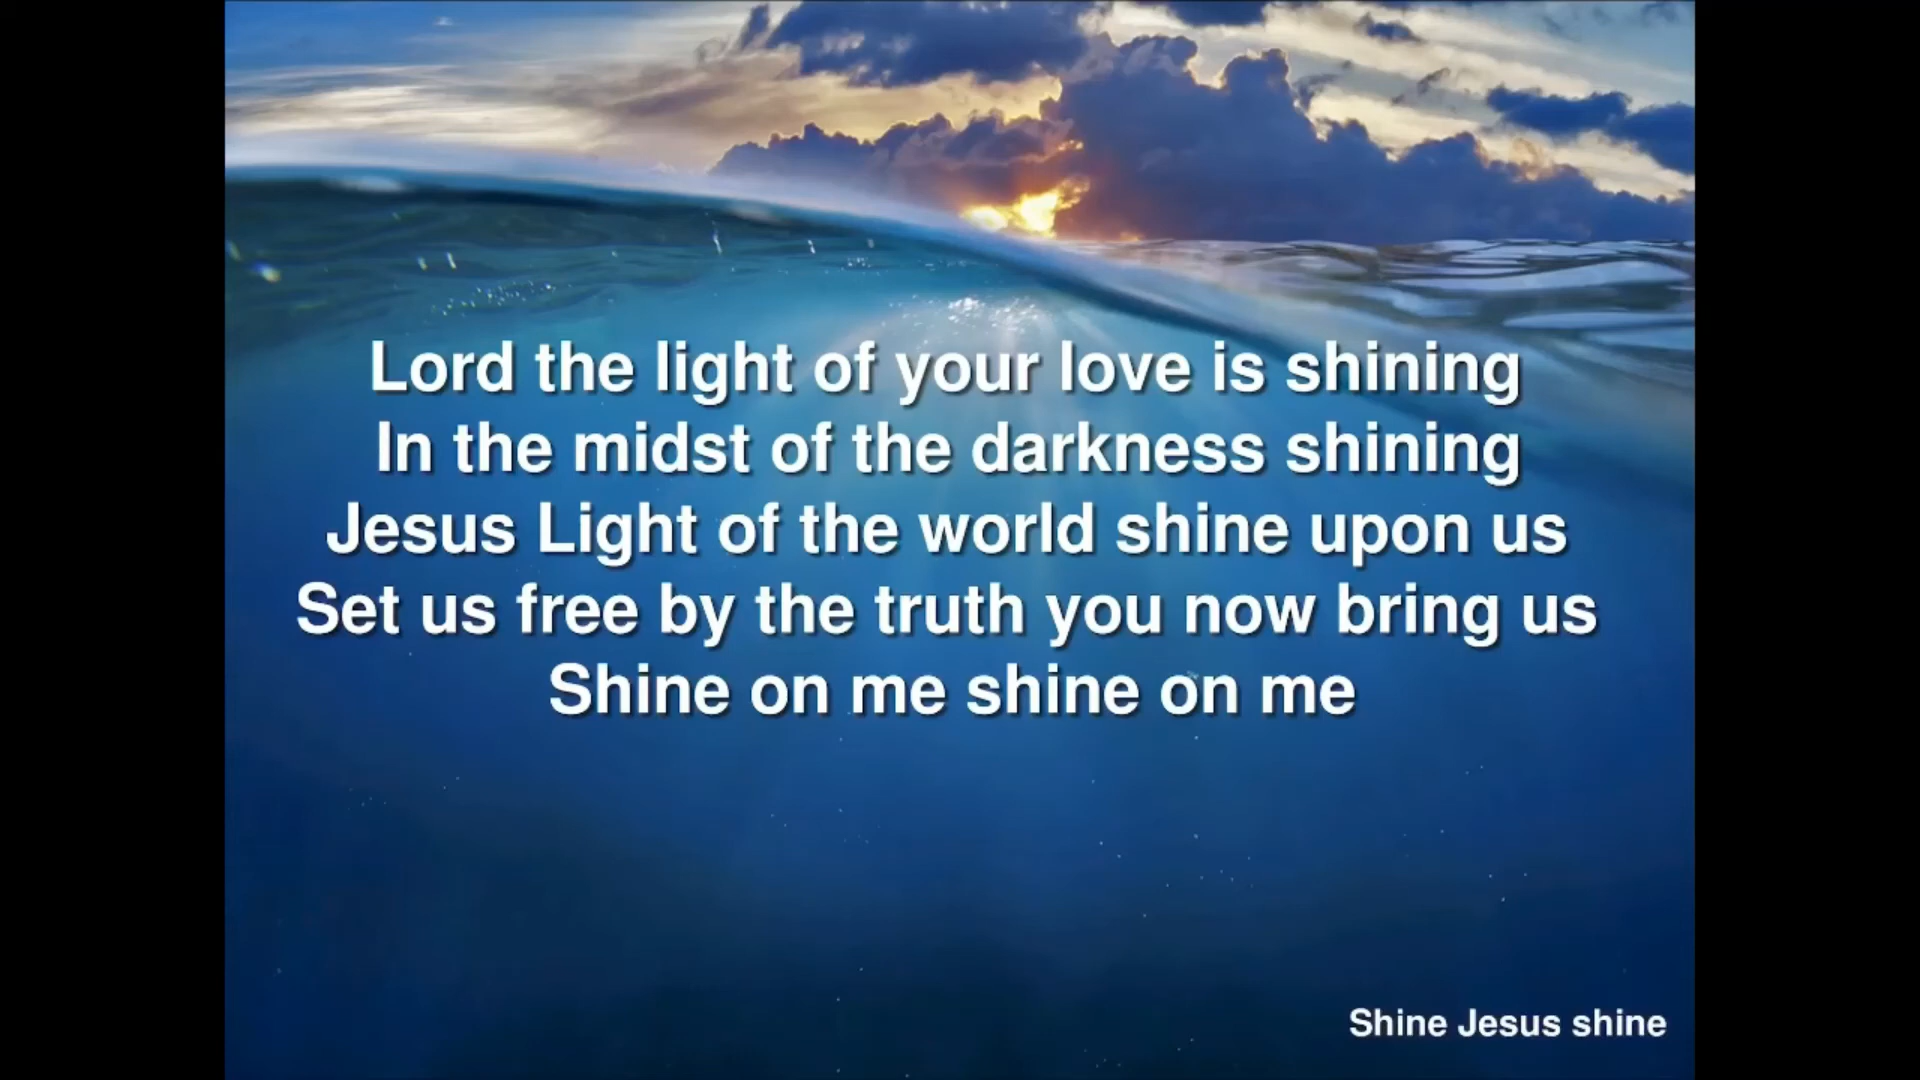 Lord the light of your love is shining
In the midst of the darkness shining
Jesus Light of the world shine upon us
Set us free by the truth you now bring us
Shine on me shine on me
Shine Jesus shine